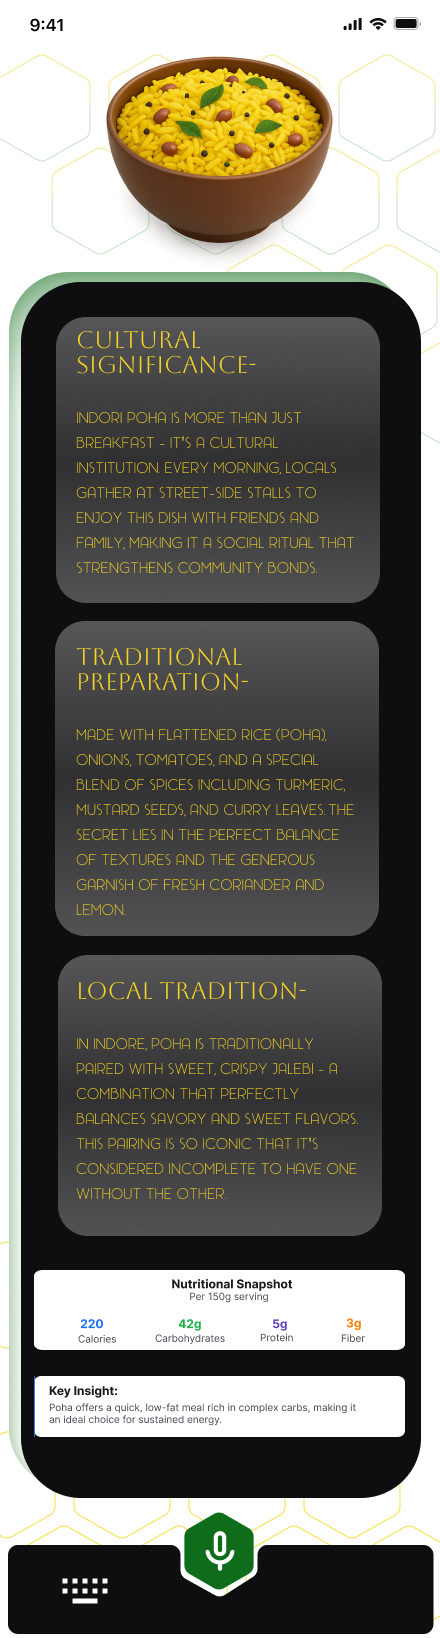 9:41
CULTURAL
SIGNIFICANCE-
INDORI POHA IS MORE THAN JUST
BREAKFAST - IT'S A CULTURAL
INSTITUTION. EVERY MORNING, LOCALS
GATHER AT STREET-SIDE STALLS TO
ENJOY THIS DISH WITH FRIENDS AND
FAMILY, MAKING IT A SOCIAL RITUAL THAT
STRENGTHENS COMMUNITY BONDS.
TRADITIONAL
PREPARATION-
MADE WITH FLATTENED RICE (POHA),
ONIONS, TOMATOES, AND A SPECIAL
BLEND OF SPICES INCLUDING TURMERIC,
MUSTARD SEEDS, AND CURRY LEAVES. THE
SECRET LIES IN THE PERFECT BALANCE
OF TEXTURES AND THE GENEROUS
GARNISH OF FRESH CORIANDER AND
LEMON.
LOCAL TRADITION-
IN INDORE, POHA IS TRADITIONALLY
PAIRED WITH SWEET, CRISPY JALEBI - A
COMBINATION THAT PERFECTLY
BALANCES SAVORY AND SWEET FLAVORS.
THIS PAIRING IS SO ICONIC THAT IT'S
CONSIDERED INCOMPLETE TO HAVE ONE
WITHOUT THE OTHER.
Nutritional Snapshot
Per 150g serving
220 42g 5g 3g
Calories Carbohydrates Protein Fiber
Key Insight:
Poha offers a quick, low-fat meal rich in complex carbs, making it
an ideal choice for sustained energy.